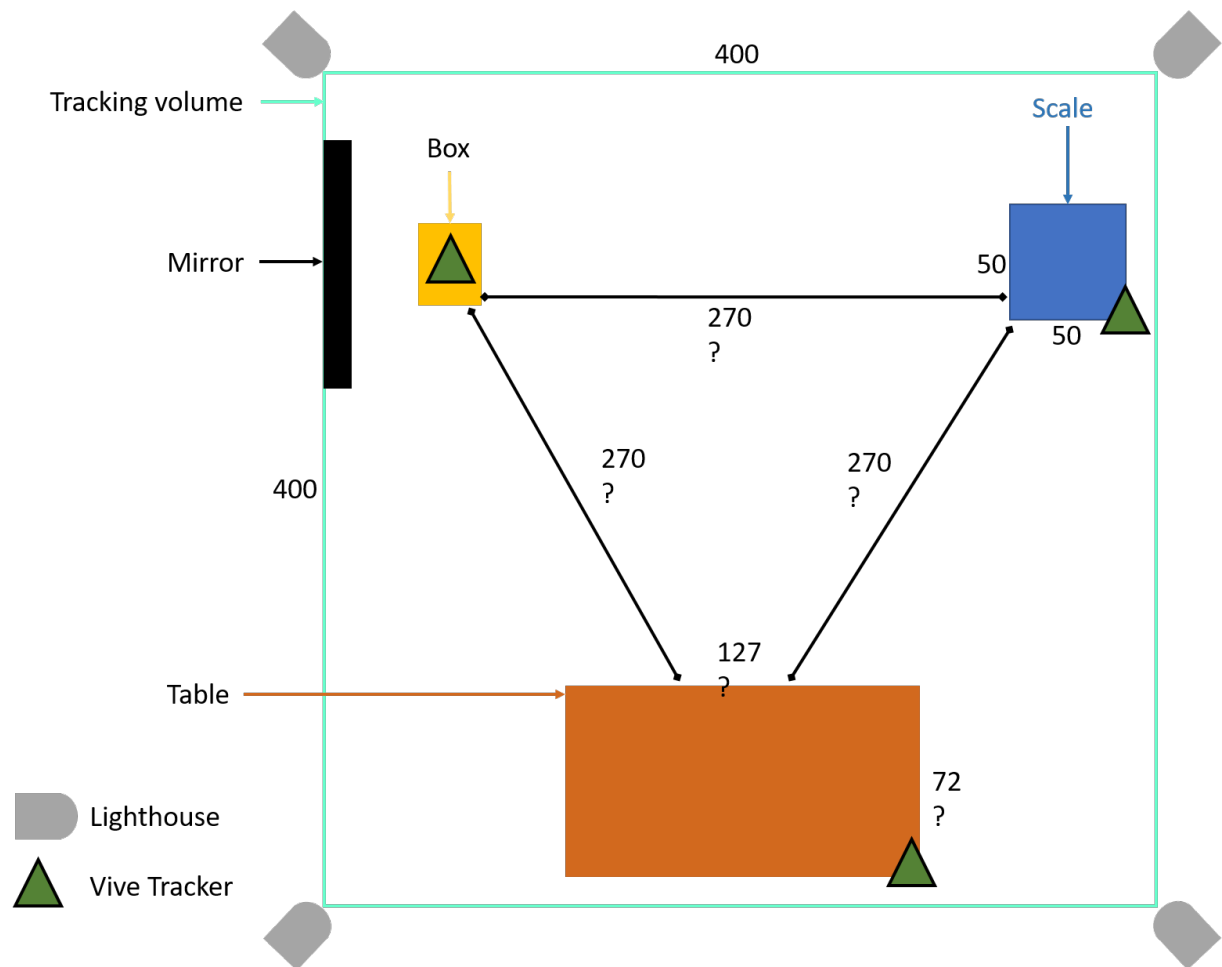 400
Tracking volume
Scale
Box
Mirror
50
270
?
50
270
?
270
?
400
127
?
Table
72
?
Lighthouse
Vive Tracker